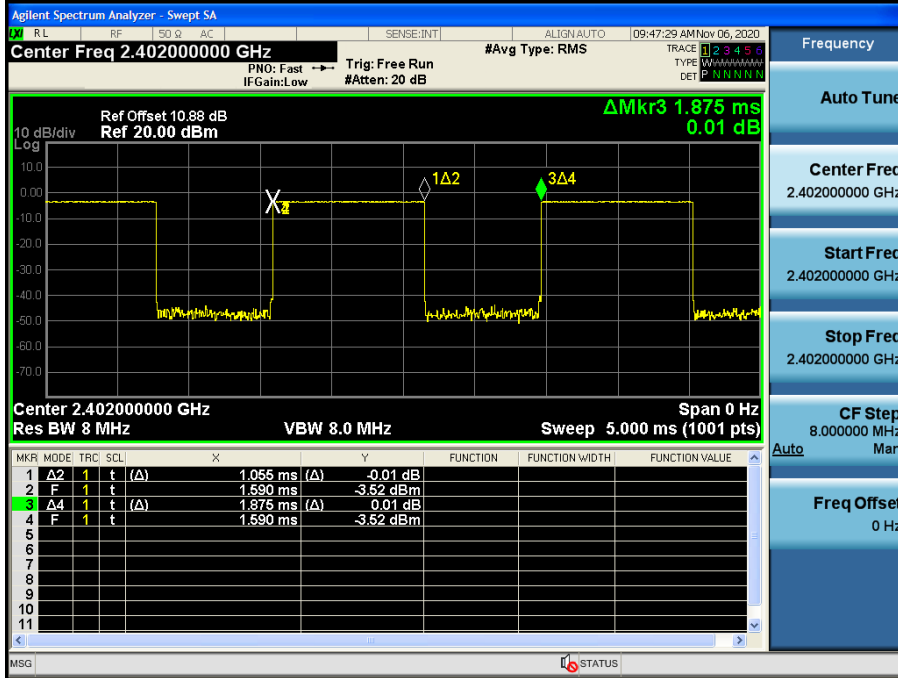 Agilent Spectrum Analyzer - Swept SA
LXI RL RF 50 Ω AC SENSE:INT ALIGN AUTO 09:47:29 AM Nov 06, 2020
Center Freq 2.402000000 GHz #Avg Type: RMS TRACE 1 2 3 4 5 6
PNO: Fast Trig: Free Run TYPE W
IFGain:Low #Atten: 20 dB DET P N N N N N
Frequency
Auto Tune
Center Freq
2.402000000 GHz
Start Freq
2.402000000 GHz
Stop Freq
2.402000000 GHz
CF Step
8.000000 MHz
Auto Man
Freq Offset
0 Hz
ΔMkr3 1.875 ms
0.01 dB
Ref Offset 10.88 dB
10 dB/div Ref 20.00 dBm
Log
10.0
0.00
-10.0
-20.0
-30.0
-40.0
-50.0
-60.0
-70.0
X
1Δ2
3Δ4
Center 2.402000000 GHz Span 0 Hz
Res BW 8 MHz VBW 8.0 MHz Sweep 5.000 ms (1001 pts)
MKR MODE TRC SCL X Y FUNCTION FUNCTION WIDTH FUNCTION VALUE
1 Δ2 1 t (Δ) 1.055 ms (Δ) -0.01 dB
2 F 1 t 1.590 ms -3.52 dBm
3 Δ4 1 t (Δ) 1.875 ms (Δ) 0.01 dB
4 F 1 t 1.590 ms -3.52 dBm
5
6
7
8
9
10
11
MSG STATUS